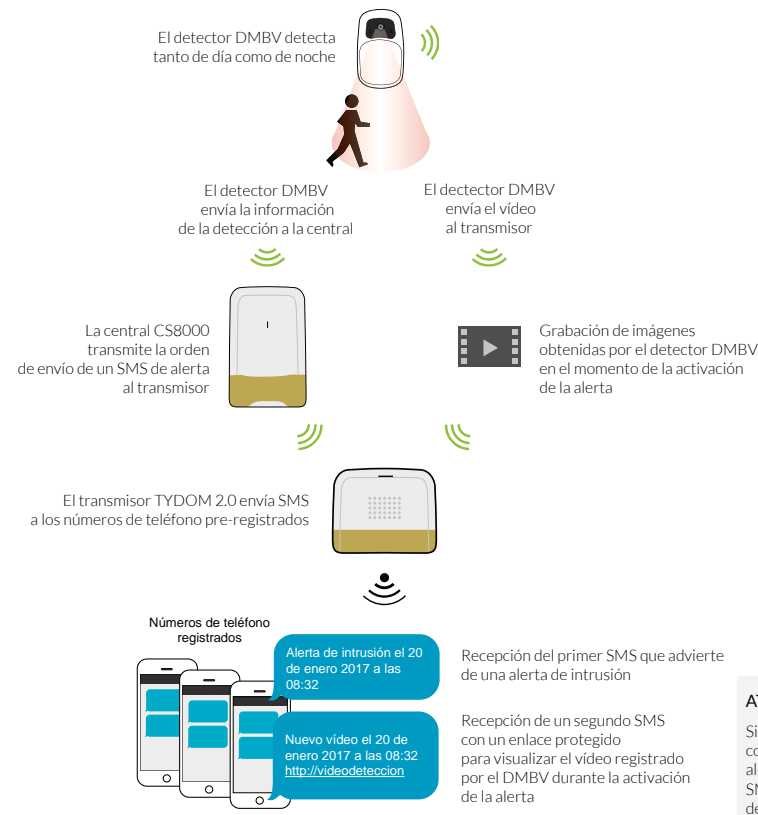 El detector DMBV detecta
tanto de día como de noche
El detector DMBV
envía la información
de la detección a la central
El dectector DMBV
envía el vídeo
al transmisor
La central CS8000
transmite la orden
de envío de un SMS de alerta
al transmisor
Grabación de imágenes
obtenidas por el detector DMBV
en el momento de la activación
de la alerta
El transmisor TYDOM 2.0 envía SMS
a los números de teléfono pre-registrados
Números de teléfono
registrados
Alerta de intrusión el 20
de enero 2017 a las
08:32
Recepción del primer SMS que advierte
de una alerta de intrusión
Nuevo vídeo el 20 de
enero 2017 a las 08:32
http://videodeteccion
Recepción de un segundo SMS
con un enlace protegido
para visualizar el vídeo registrado
por el DMBV durante la activación
de la alerta